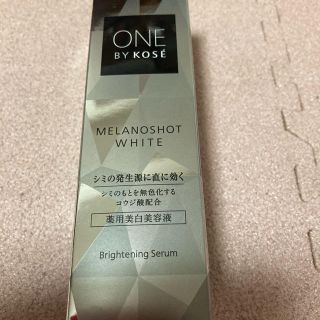 ONE
BY KOSÉ
MELANOSHOT
WHITE
シミの発生源に直に効く
シミのもとを無色化する
コウジ酸配合
薬用美白美容液
Brightening Serum